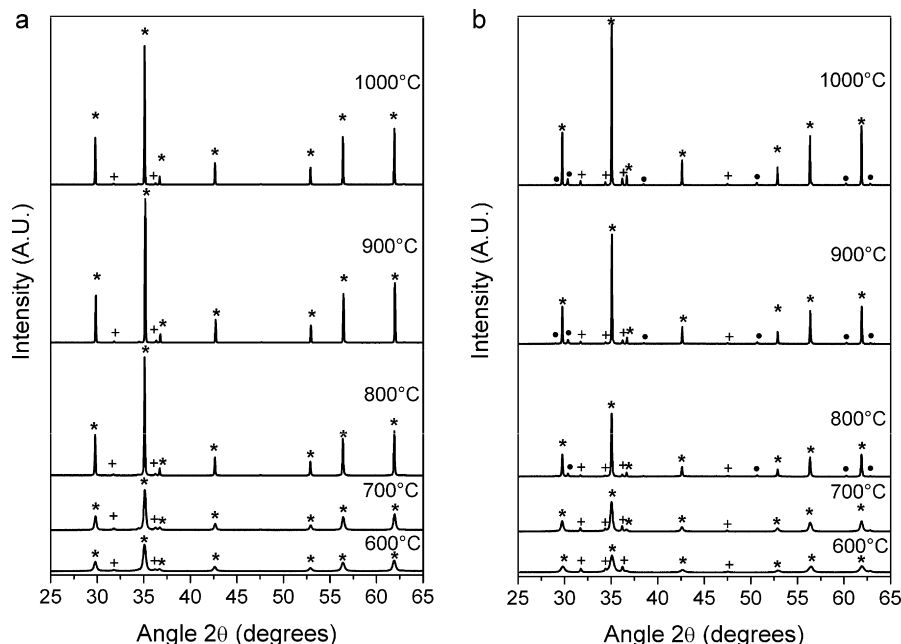 a
1000°C
900°C
800°C
700°C
600°C
Intensity (A.U.)
25 30 35 40 45 50 55 60 65
Angle 2θ (degrees)
b
1000°C
900°C
800°C
700°C
600°C
Intensity (A.U.)
25 30 35 40 45 50 55 60 65
Angle 2θ (degrees)